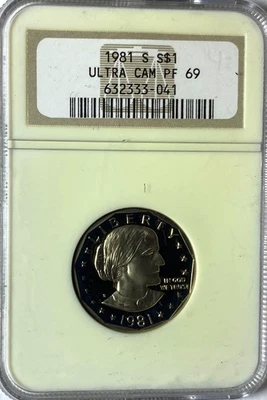 1981 S S$1
ULTRA CAM PF 69
632333-041
LIBERTY
IN GOD
WE TRUST
1981